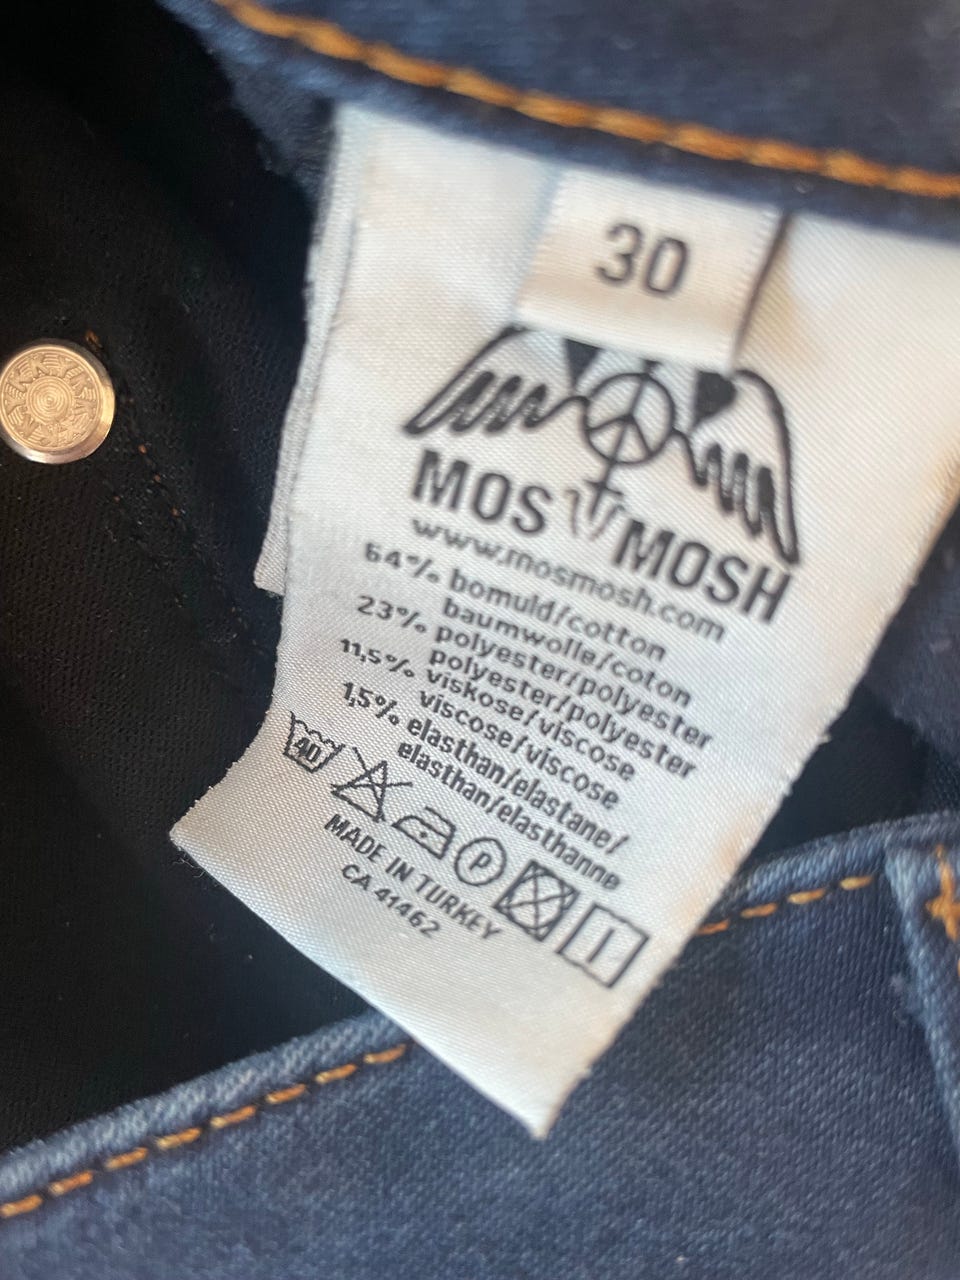 30
MOS MOSH
www.mosmosh.com
64% bomuld/cotton
baumwolle/coton
23% polyester/polyester
polyester/polyester
11,5% viskose/viscose
viscose/viscose
1,5% elasthan/elastane/
elasthan/elasthanne
40 P
MADE IN TURKEY
CA 41462